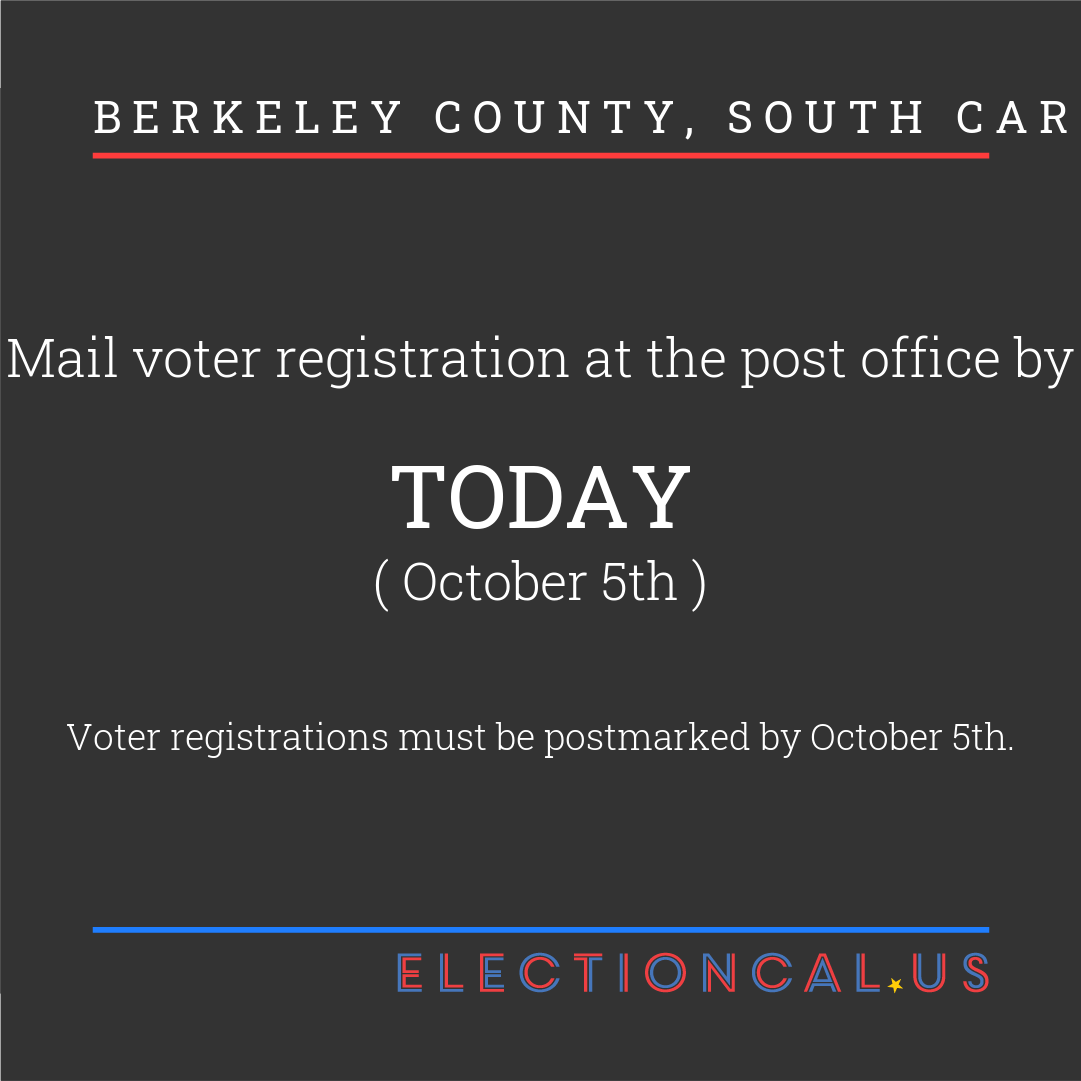 BERKELEY COUNTY, SOUTH CAR
Mail voter registration at the post office by
TODAY
( October 5th )
Voter registrations must be postmarked by October 5th.
ELECTIONCAL.US